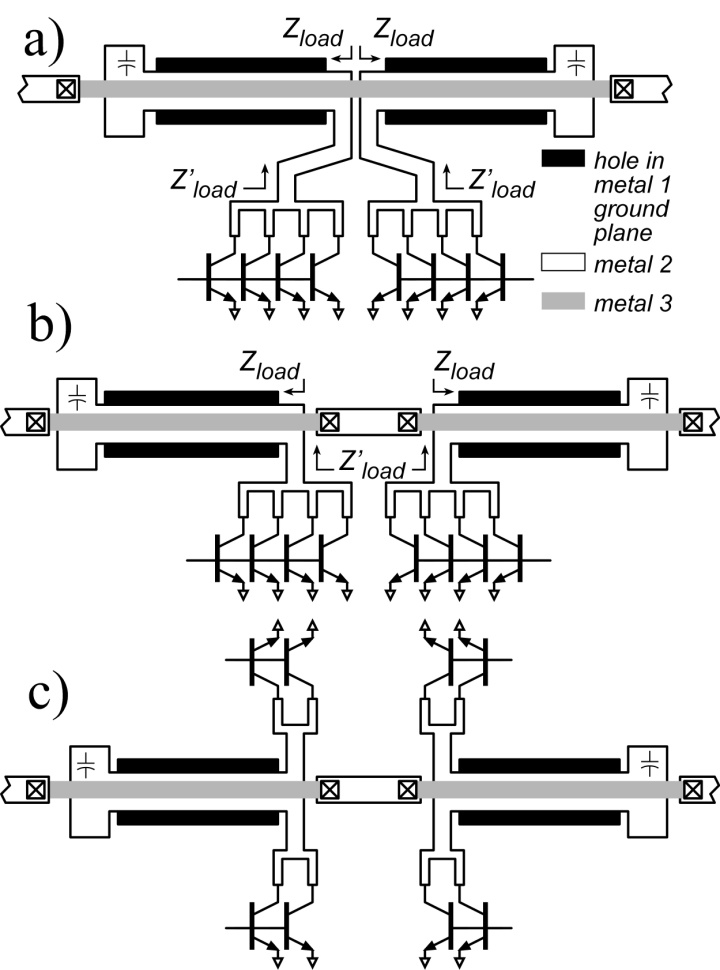 a)
Zload Zload
Z'load Z'load
hole in
metal 1
ground
plane
metal 2
metal 3
b)
Zload Zload
Z'load
c)